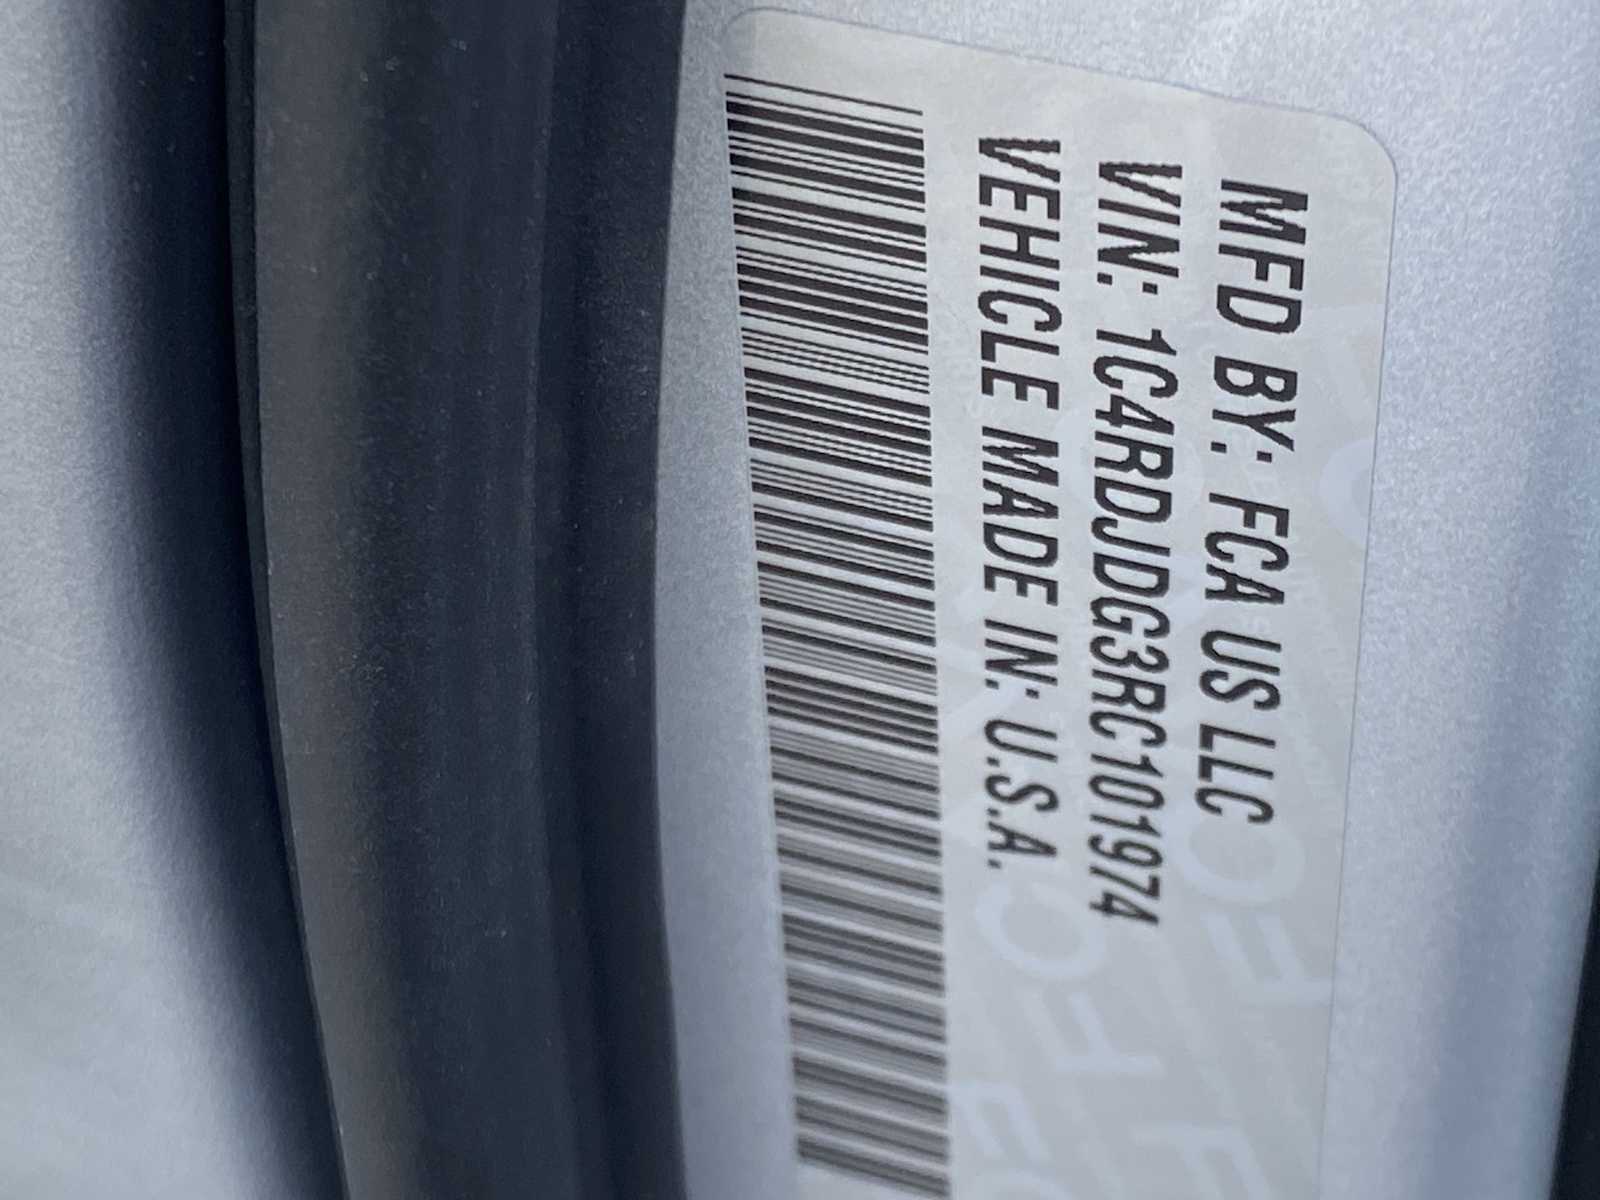 MFD BY: FCA US LLC
VIN: 1C4RDJDG3RC101974
VEHICLE MADE IN: U.S.A.